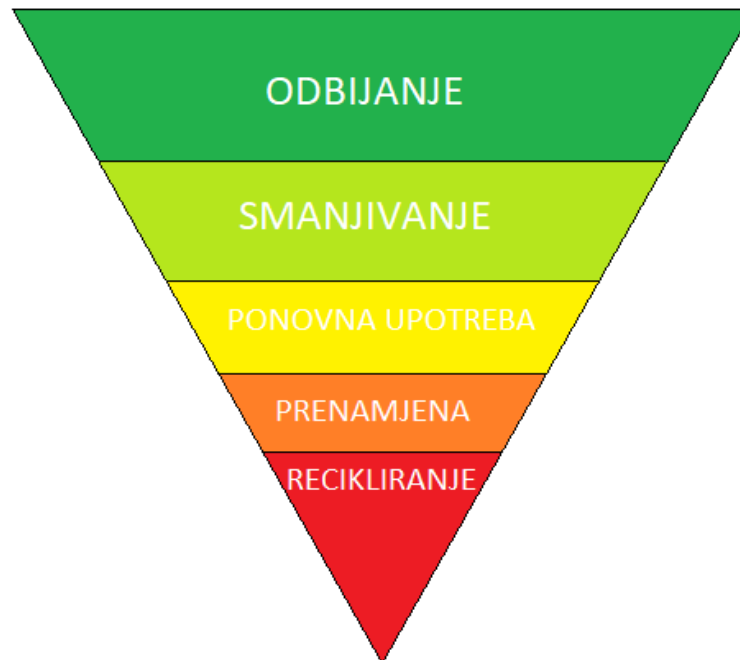 ODBIJANJE
SMANJIVANJE
PONOVNA UPOTREBA
PRENAMJENA
RECIKLIRANJE